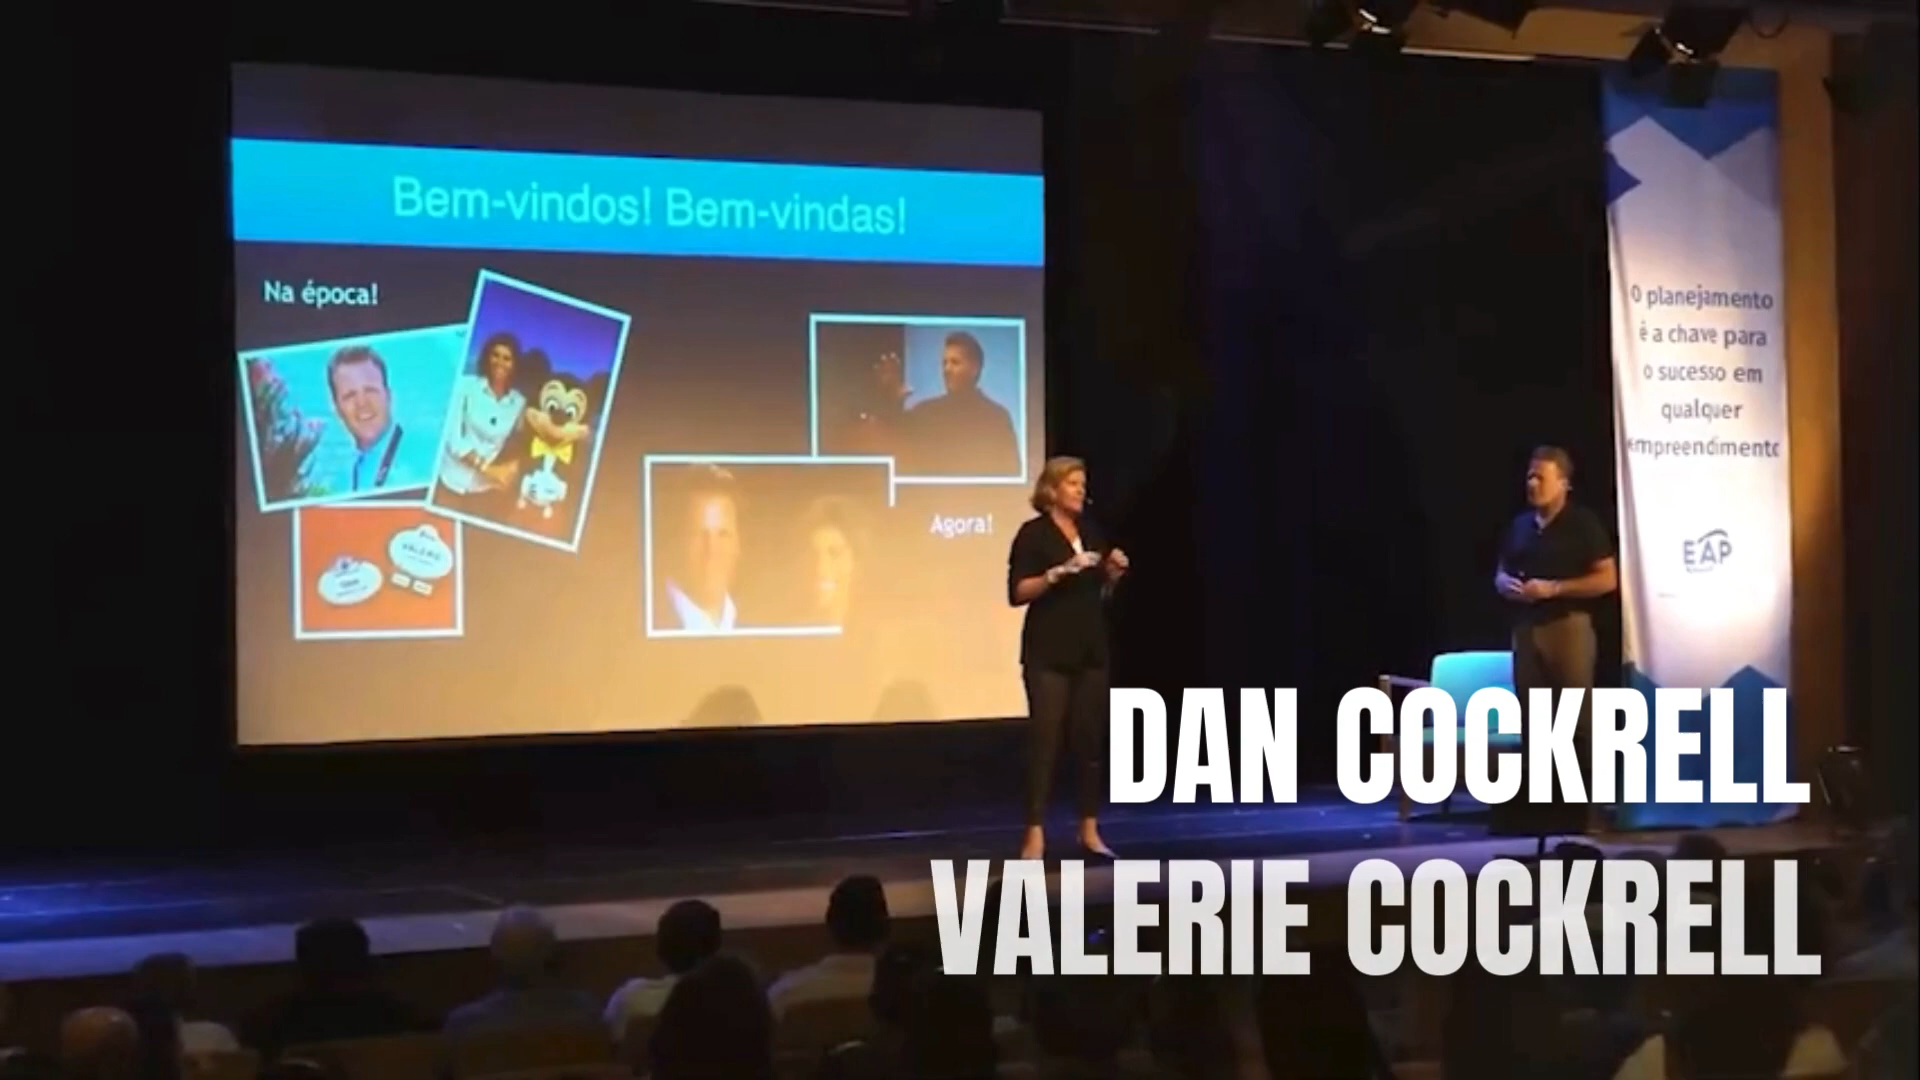 Bem-vindos! Bem-vindas!
Na época!
VALERIE
Agora!
O planejamento
é a chave para
o sucesso em
qualquer
empreendimento
EAP
DAN COCKRELL
VALERIE COCKRELL